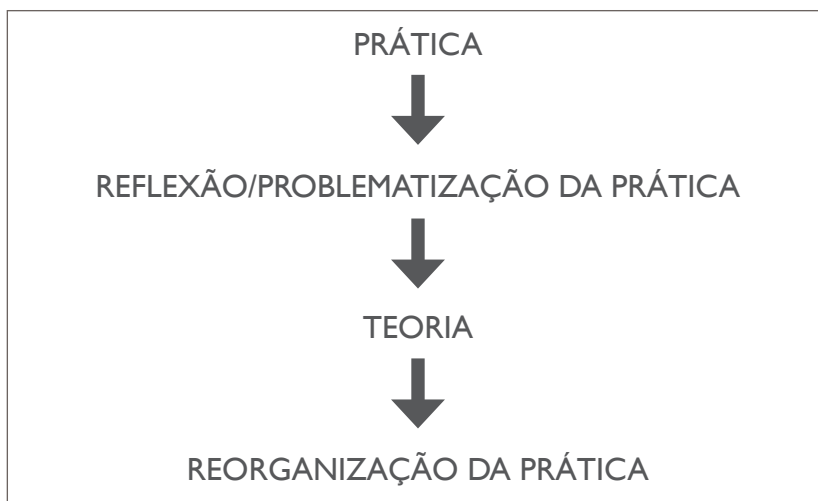 PRÁTICA
REFLEXÃO/PROBLEMATIZAÇÃO DA PRÁTICA
TEORIA
REORGANIZAÇÃO DA PRÁTICA